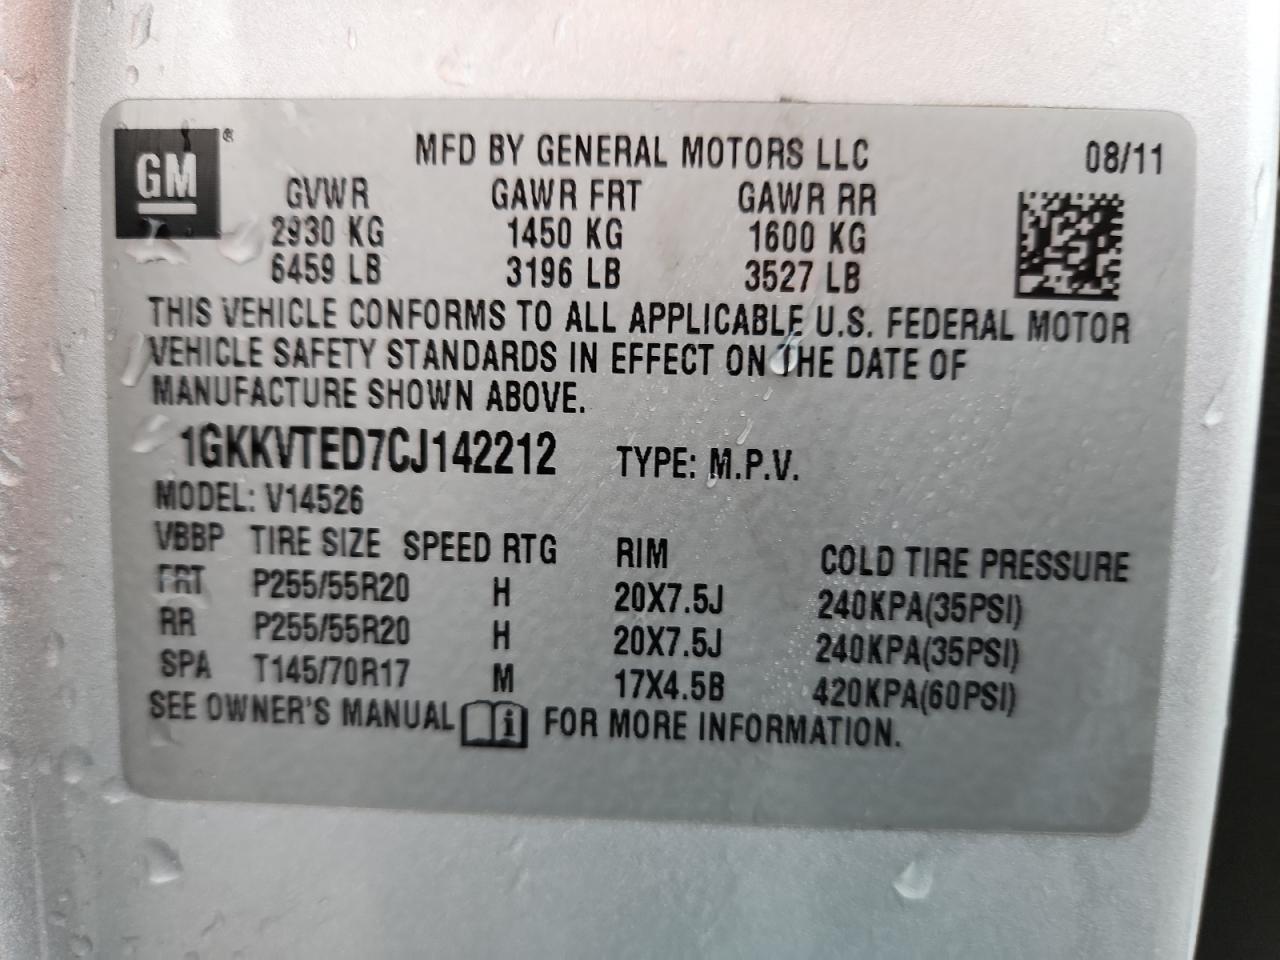 GM®
MFD BY GENERAL MOTORS LLC 08/11
GVWR GAWR FRT GAWR RR
2930 KG 1450 KG 1600 KG
6459 LB 3196 LB 3527 LB
THIS VEHICLE CONFORMS TO ALL APPLICABLE U.S. FEDERAL MOTOR
VEHICLE SAFETY STANDARDS IN EFFECT ON THE DATE OF
MANUFACTURE SHOWN ABOVE.
1GKKVTED7CJ142212 TYPE: M.P.V.
MODEL: V14526
VBBP TIRE SIZE SPEED RTG RIM COLD TIRE PRESSURE
FRT P255/55R20 H 20X7.5J 240KPA(35PSI)
RR P255/55R20 H 20X7.5J 240KPA(35PSI)
SPA T145/70R17 M 17X4.5B 420KPA(60PSI)
SEE OWNER'S MANUAL i FOR MORE INFORMATION.